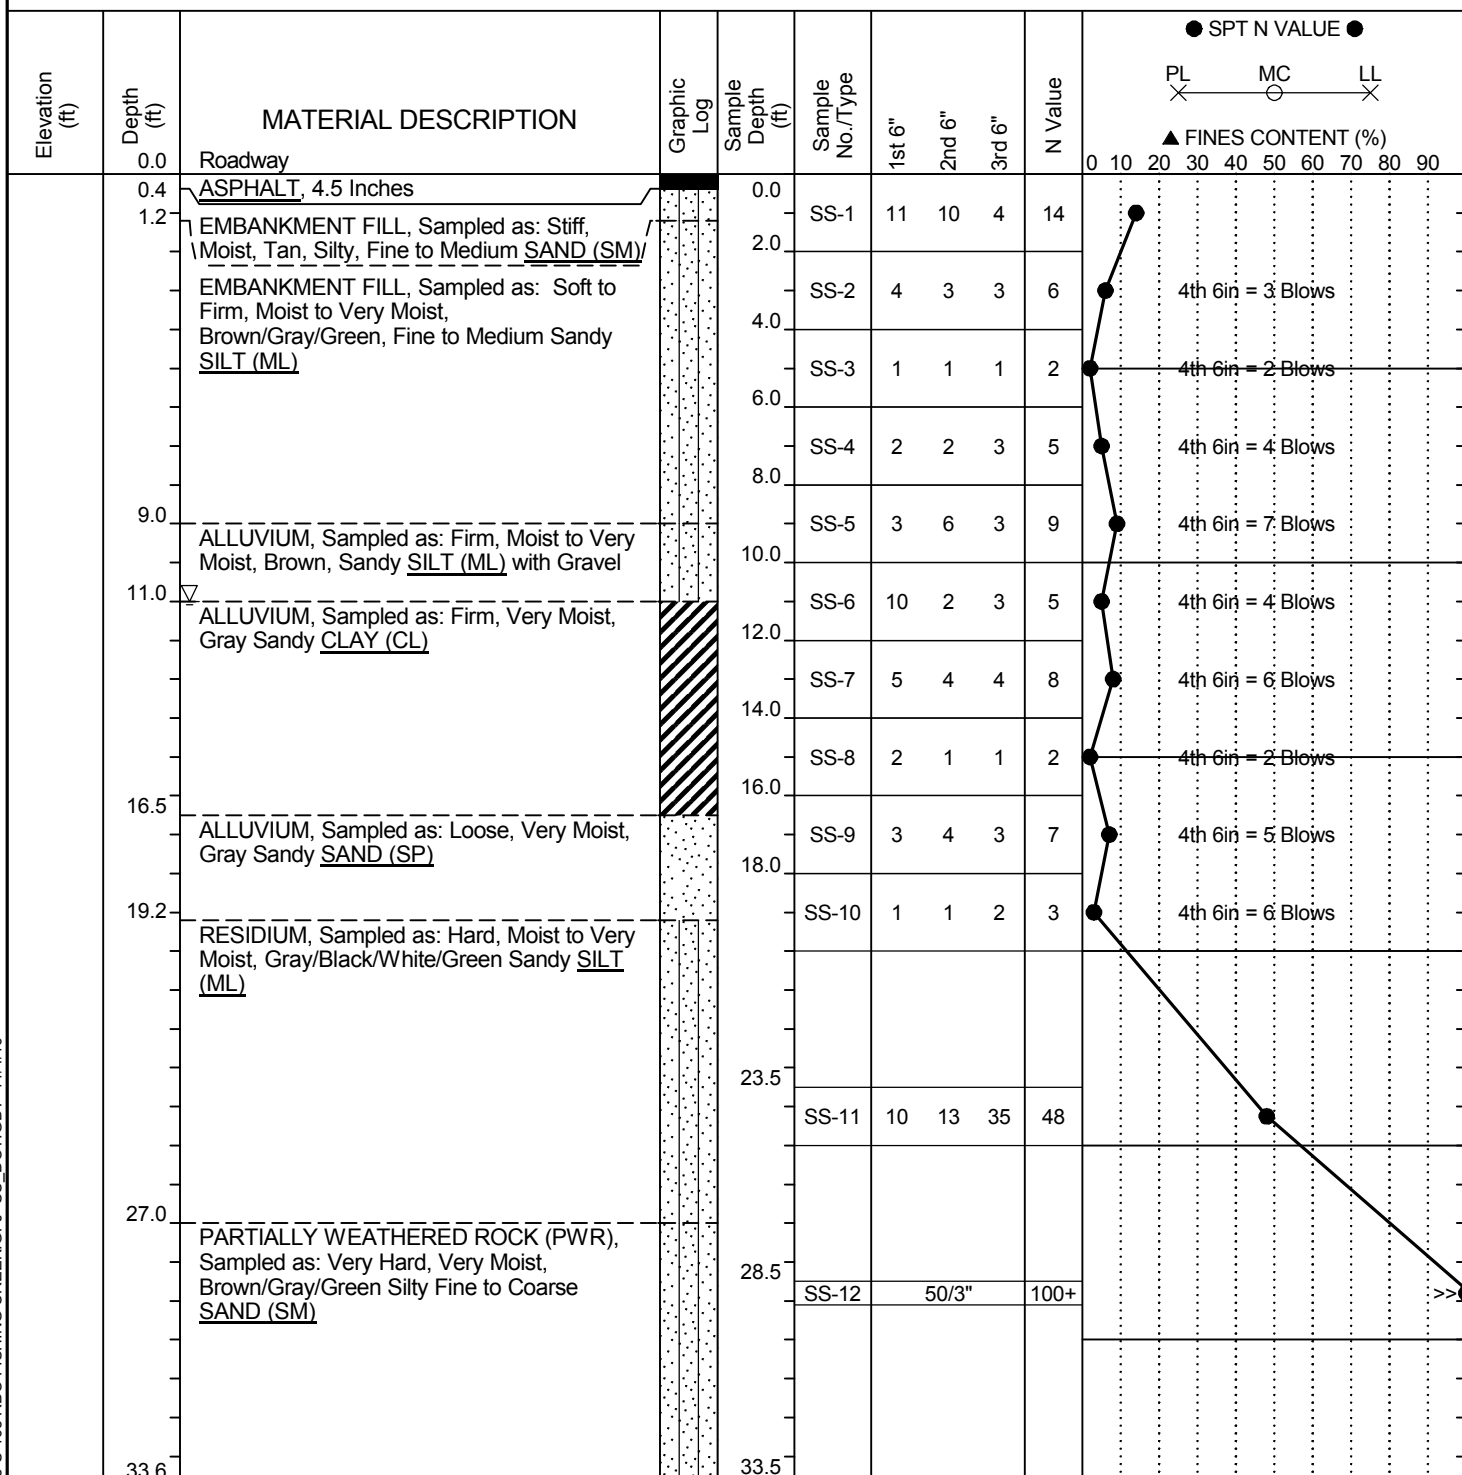 ● SPT N VALUE ●
PL MC LL
▲ FINES CONTENT (%)
0 10 20 30 40 50 60 70 80 90
Elevation (ft)
Depth (ft)
MATERIAL DESCRIPTION
Graphic Log
Sample Depth (ft)
Sample No./Type
1st 6"
2nd 6"
3rd 6"
N Value
0.0 Roadway
0.4 ASPHALT, 4.5 Inches
0.0
1.2
EMBANKMENT FILL, Sampled as: Stiff,
Moist, Tan, Silty, Fine to Medium SAND (SM)
SS-1 11 10 4 14
2.0
EMBANKMENT FILL, Sampled as: Soft to
Firm, Moist to Very Moist,
Brown/Gray/Green, Fine to Medium Sandy
SILT (ML)
SS-2 4 3 3 6 4th 6in = 3 Blows
4.0
SS-3 1 1 1 2 4th 6in = 2 Blows
6.0
SS-4 2 2 3 5 4th 6in = 4 Blows
8.0
9.0
ALLUVIUM, Sampled as: Firm, Moist to Very
Moist, Brown, Sandy SILT (ML) with Gravel
SS-5 3 6 3 9 4th 6in = 7 Blows
10.0
11.0
ALLUVIUM, Sampled as: Firm, Very Moist,
Gray Sandy CLAY (CL)
SS-6 10 2 3 5 4th 6in = 4 Blows
12.0
SS-7 5 4 4 8 4th 6in = 6 Blows
14.0
SS-8 2 1 1 2 4th 6in = 2 Blows
16.0
16.5
ALLUVIUM, Sampled as: Loose, Very Moist,
Gray Sandy SAND (SP)
SS-9 3 4 3 7 4th 6in = 5 Blows
18.0
19.2
SS-10 1 1 2 3 4th 6in = 6 Blows
RESIDIUM, Sampled as: Hard, Moist to Very
Moist, Gray/Black/White/Green Sandy SILT
(ML)
23.5
SS-11 10 13 35 48
27.0
PARTIALLY WEATHERED ROCK (PWR),
Sampled as: Very Hard, Very Moist,
Brown/Gray/Green Silty Fine to Coarse
SAND (SM)
28.5
SS-12 50/3" 100+ >>
33.6
33.5